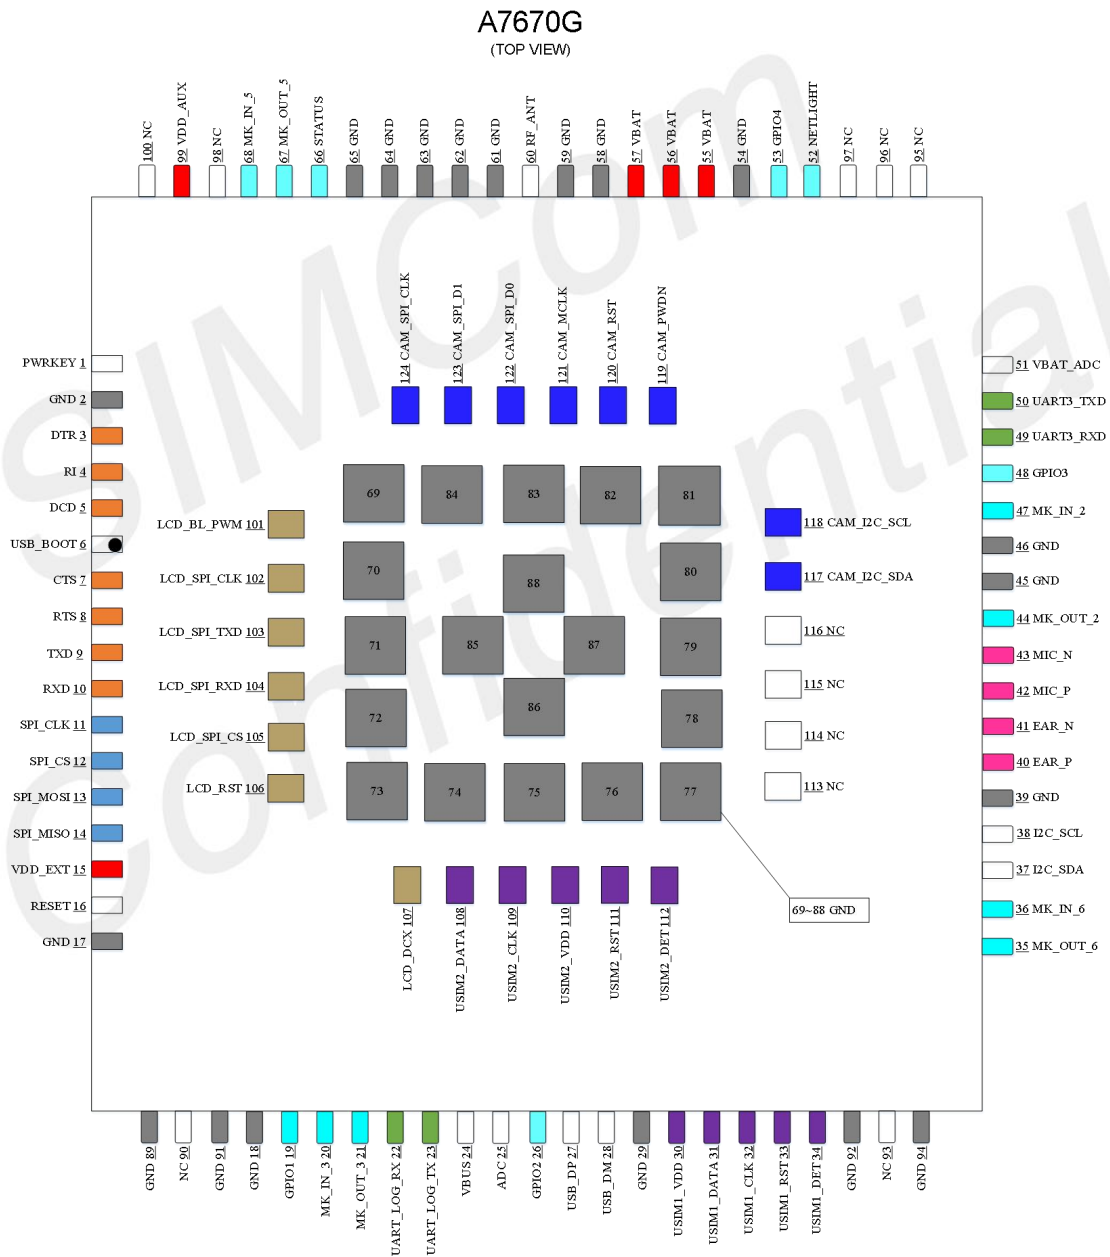 A7670G
(TOP VIEW)
100 NC
99 VDD_AUX
98 NC
68 MK_IN_5
67 MK_OUT_5
66 STATUS
65 GND
64 GND
63 GND
62 GND
61 GND
60 RF_ANT
59 GND
58 GND
57 VBAT
56 VBAT
55 VBAT
54 GND
53 GPIO4
52 NETLIGHT
97 NC
96 NC
95 NC
PWRKEY 1
GND 2
DTR 3
RI 4
DCD 5
USB_BOOT 6
CTS 7
RTS 8
TXD 9
RXD 10
SPI_CLK 11
SPI_CS 12
SPI_MOSI 13
SPI_MISO 14
VDD_EXT 15
RESET 16
GND 17
124 CAM_SPI_CLK
123 CAM_SPI_D1
122 CAM_SPI_D0
121 CAM_MCLK
120 CAM_RST
119 CAM_PWDN
LCD_BL_PWM 101
LCD_SPI_CLK 102
LCD_SPI_TXD 103
LCD_SPI_RXD 104
LCD_SPI_CS 105
LCD_RST 106
69
84
83
82
81
70
88
80
71
85
87
79
72
86
78
73
74
75
76
77
118 CAM_I2C_SCL
117 CAM_I2C_SDA
116 NC
115 NC
114 NC
113 NC
69~88 GND
LCD_DCX 107
USIM2_DATA 108
USIM2_CLK 109
USIM2_VDD 110
USIM2_RST 111
USIM2_DET 112
51 VBAT_ADC
50 UART3_TXD
49 UART3_RXD
48 GPIO3
47 MK_IN_2
46 GND
45 GND
44 MK_OUT_2
43 MIC_N
42 MIC_P
41 EAR_N
40 EAR_P
39 GND
38 I2C_SCL
37 I2C_SDA
36 MK_IN_6
35 MK_OUT_6
GND 89
NC 90
GND 91
GND 18
GPIO1 19
MK_IN_3 20
MK_OUT_3 21
UART_LOG_RX 22
UART_LOG_TX 23
VBUS 24
ADC 25
GPIO2 26
USB_DP 27
USB_DM 28
GND 29
USIM1_VDD 30
USIM1_DATA 31
USIM1_CLK 32
USIM1_RST 33
USIM1_DET 34
GND 92
NC 93
GND 94
SIMCom
Confidential